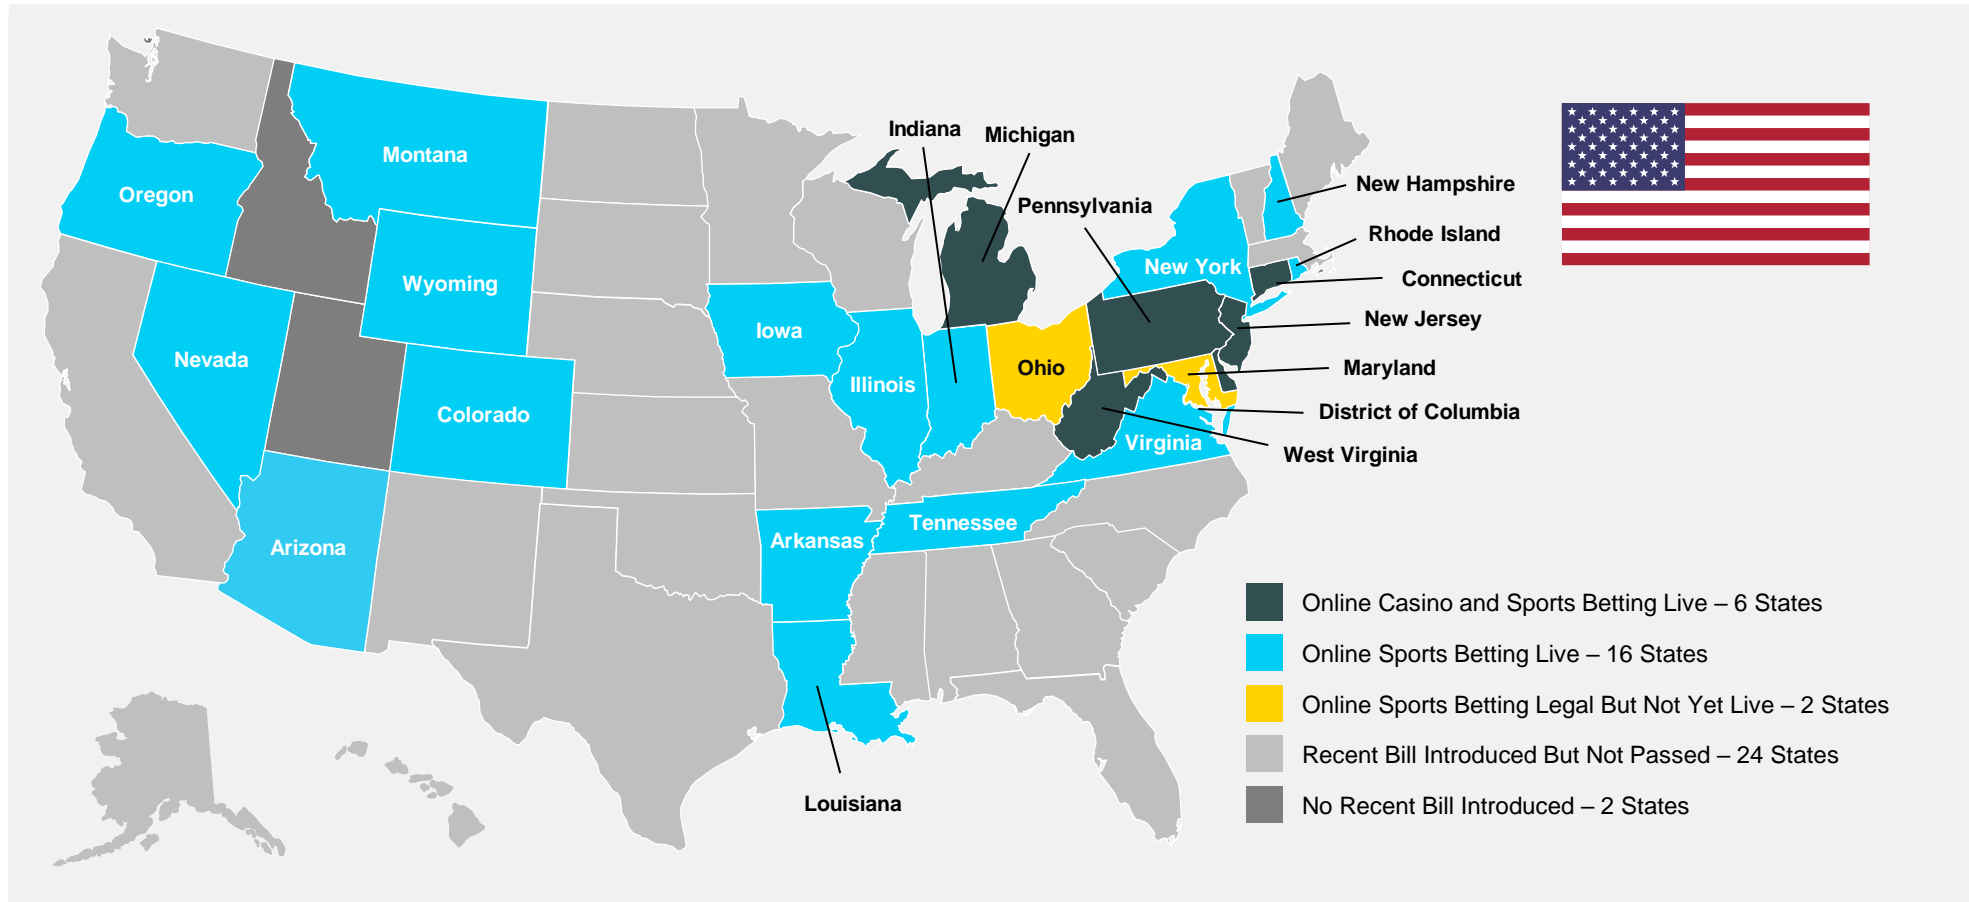 Indiana
Michigan
Montana
Oregon
New Hampshire
Pennsylvania
Rhode Island
New York
Connecticut
Wyoming
New Jersey
Iowa
Nevada
Ohio
Maryland
Illinois
Colorado
District of Columbia
Virginia
West Virginia
Tennessee
Arkansas
Arizona
Louisiana
Online Casino and Sports Betting Live – 6 States
Online Sports Betting Live – 16 States
Online Sports Betting Legal But Not Yet Live – 2 States
Recent Bill Introduced But Not Passed – 24 States
No Recent Bill Introduced – 2 States